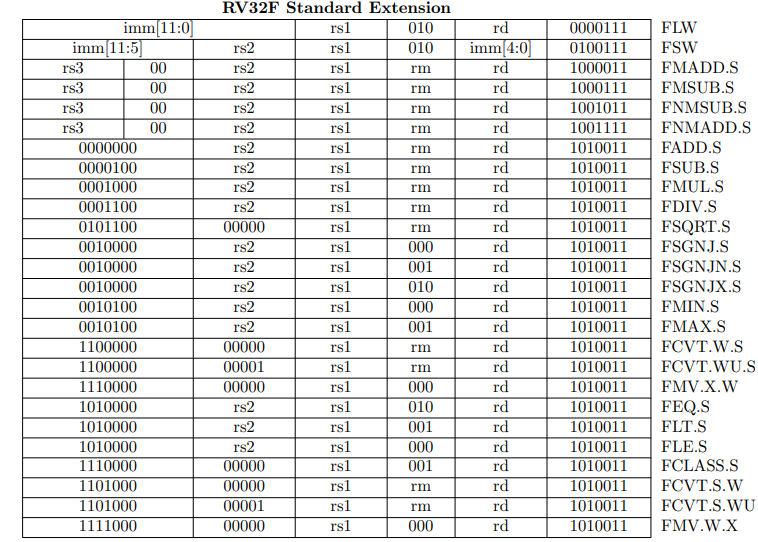 RV32F Standard Extension
imm[11:0] rs1 010 rd 0000111 FLW
imm[11:5] rs2 rs1 010 imm[4:0] 0100111 FSW
rs3 00 rs2 rs1 rm rd 1000011 FMADD.S
rs3 00 rs2 rs1 rm rd 1000111 FMSUB.S
rs3 00 rs2 rs1 rm rd 1001011 FNMSUB.S
rs3 00 rs2 rs1 rm rd 1001111 FNMADD.S
0000000 rs2 rs1 rm rd 1010011 FADD.S
0000100 rs2 rs1 rm rd 1010011 FSUB.S
0001000 rs2 rs1 rm rd 1010011 FMUL.S
0001100 rs2 rs1 rm rd 1010011 FDIV.S
0101100 00000 rs1 rm rd 1010011 FSQRT.S
0010000 rs2 rs1 000 rd 1010011 FSGNJ.S
0010000 rs2 rs1 001 rd 1010011 FSGNJN.S
0010000 rs2 rs1 010 rd 1010011 FSGNJX.S
0010100 rs2 rs1 000 rd 1010011 FMIN.S
0010100 rs2 rs1 001 rd 1010011 FMAX.S
1100000 00000 rs1 rm rd 1010011 FCVT.W.S
1100000 00001 rs1 rm rd 1010011 FCVT.WU.S
1110000 00000 rs1 000 rd 1010011 FMV.X.W
1010000 rs2 rs1 010 rd 1010011 FEQ.S
1010000 rs2 rs1 001 rd 1010011 FLT.S
1010000 rs2 rs1 000 rd 1010011 FLE.S
1110000 00000 rs1 001 rd 1010011 FCLASS.S
1101000 00000 rs1 rm rd 1010011 FCVT.S.W
1101000 00001 rs1 rm rd 1010011 FCVT.S.WU
1111000 00000 rs1 000 rd 1010011 FMV.W.X